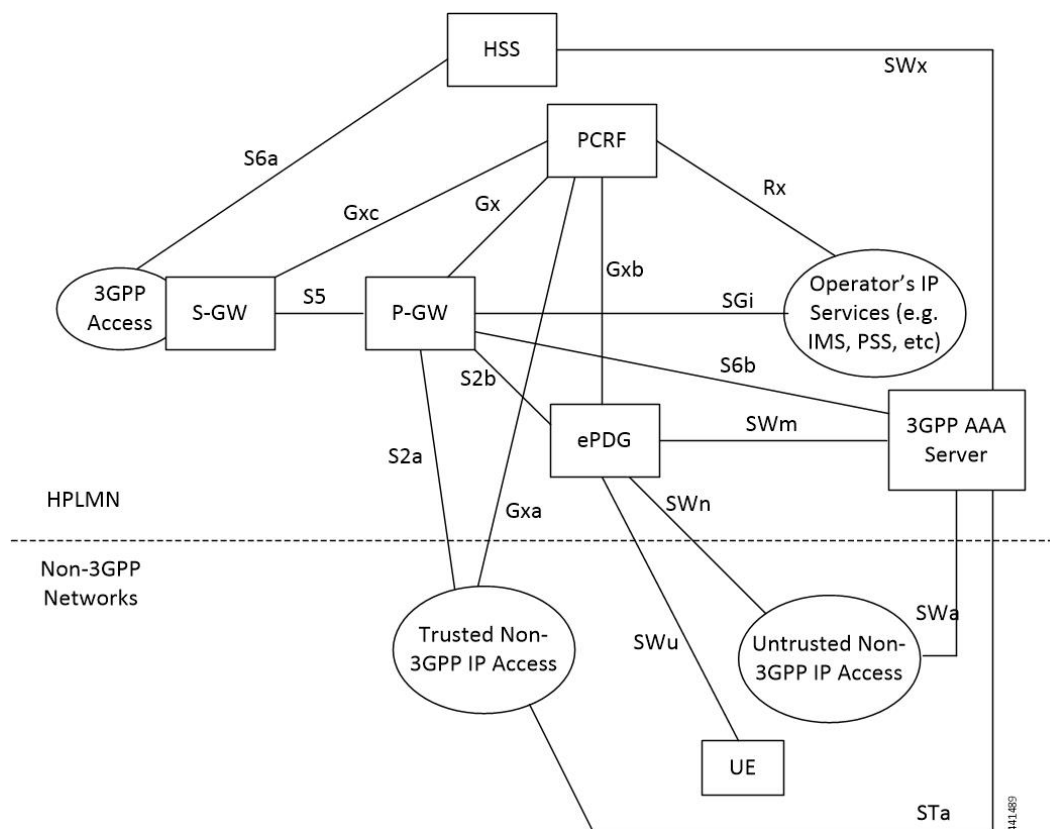 HSS
SWx
PCRF
S6a
Rx
Gxc
Gx
Gxb
3GPP
Access
S-GW
S5
P-GW
SGi
Operator's IP
Services (e.g.
IMS, PSS, etc)
S6b
S2b
ePDG
SWm
3GPP AAA
Server
S2a
HPLMN
Gxa
SWn
Non-3GPP
Networks
Trusted Non-
3GPP IP Access
SWu
Untrusted Non-
3GPP IP Access
SWa
UE
STa
441489